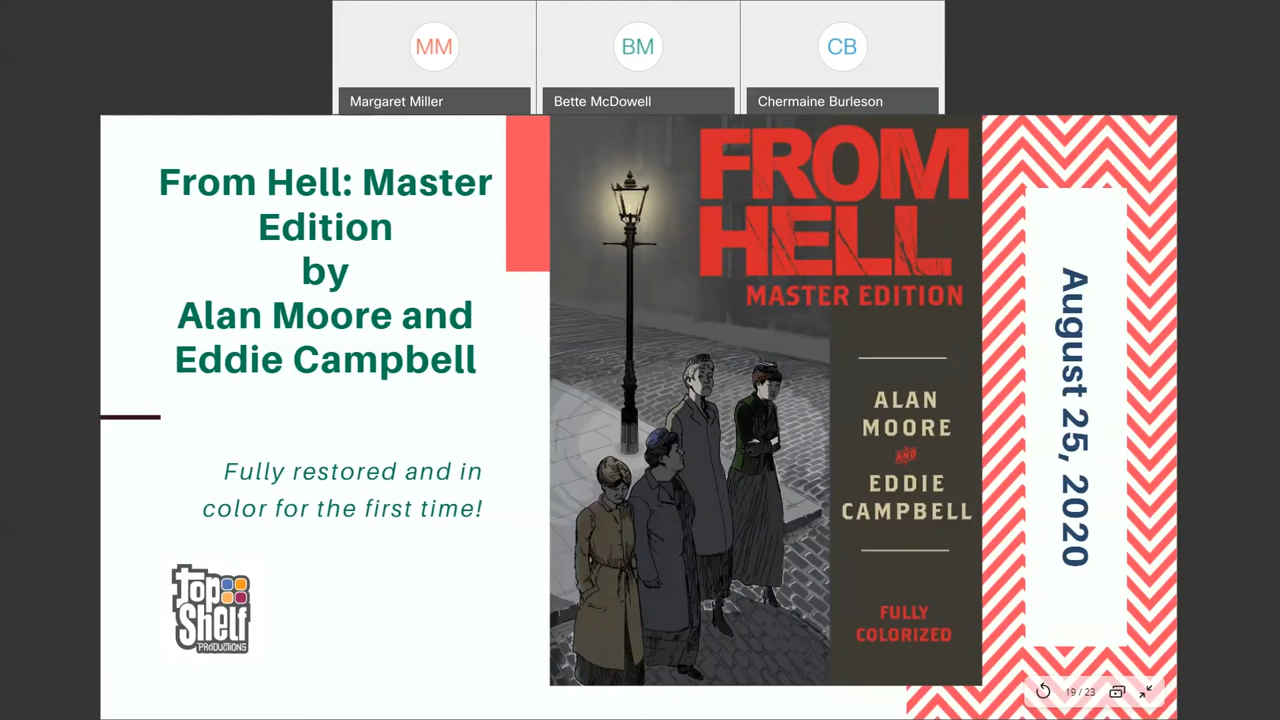 MM
BM
CB
Margaret Miller
Bette McDowell
Chermaine Burleson
From Hell: Master
Edition
by
Alan Moore and
Eddie Campbell
Fully restored and in
color for the first time!
Top
Shelf
PRODUCTIONS
FROM
HELL
MASTER EDITION
ALAN
MOORE
AND
EDDIE
CAMPBELL
FULLY
COLORIZED
August 25, 2020
19 / 23